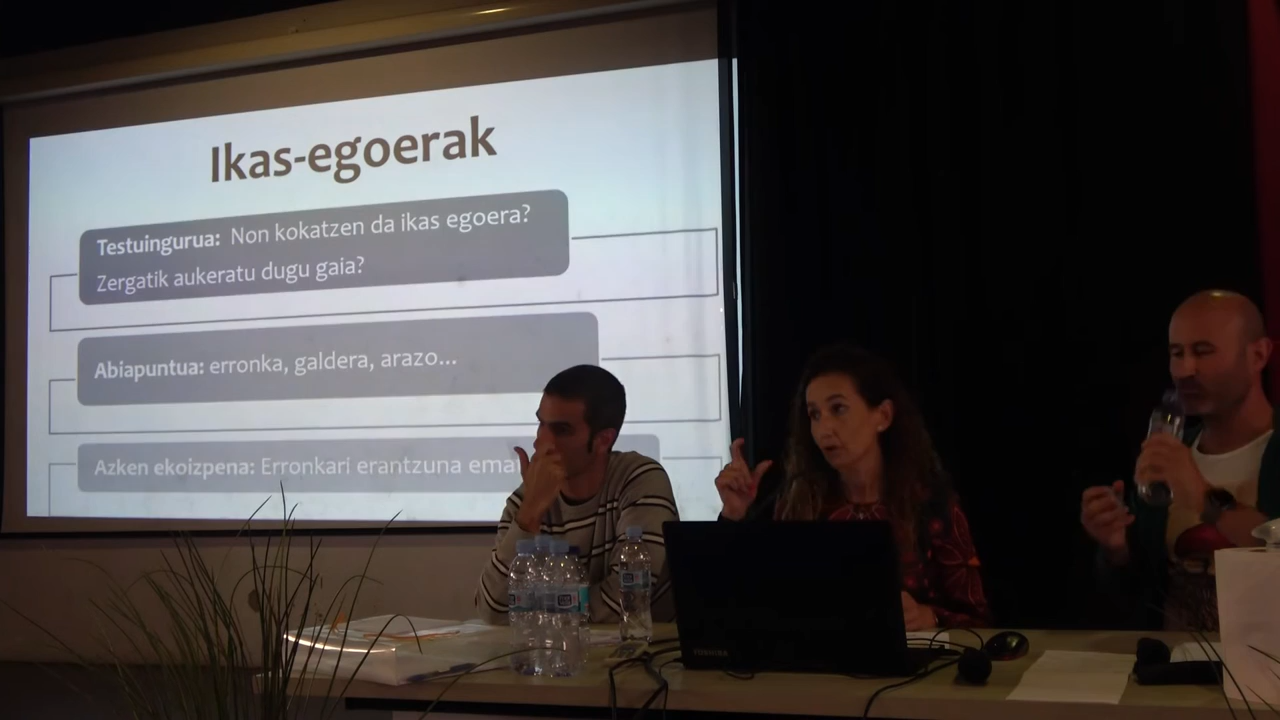 Ikas-egoerak
Testuingurua: Non kokatzen da ikas egoera?
Zergatik aukeratu dugu gaia?
Abiapuntua: erronka, galdera, arazo...
Azken ekoizpena: Erronkari erantzuna